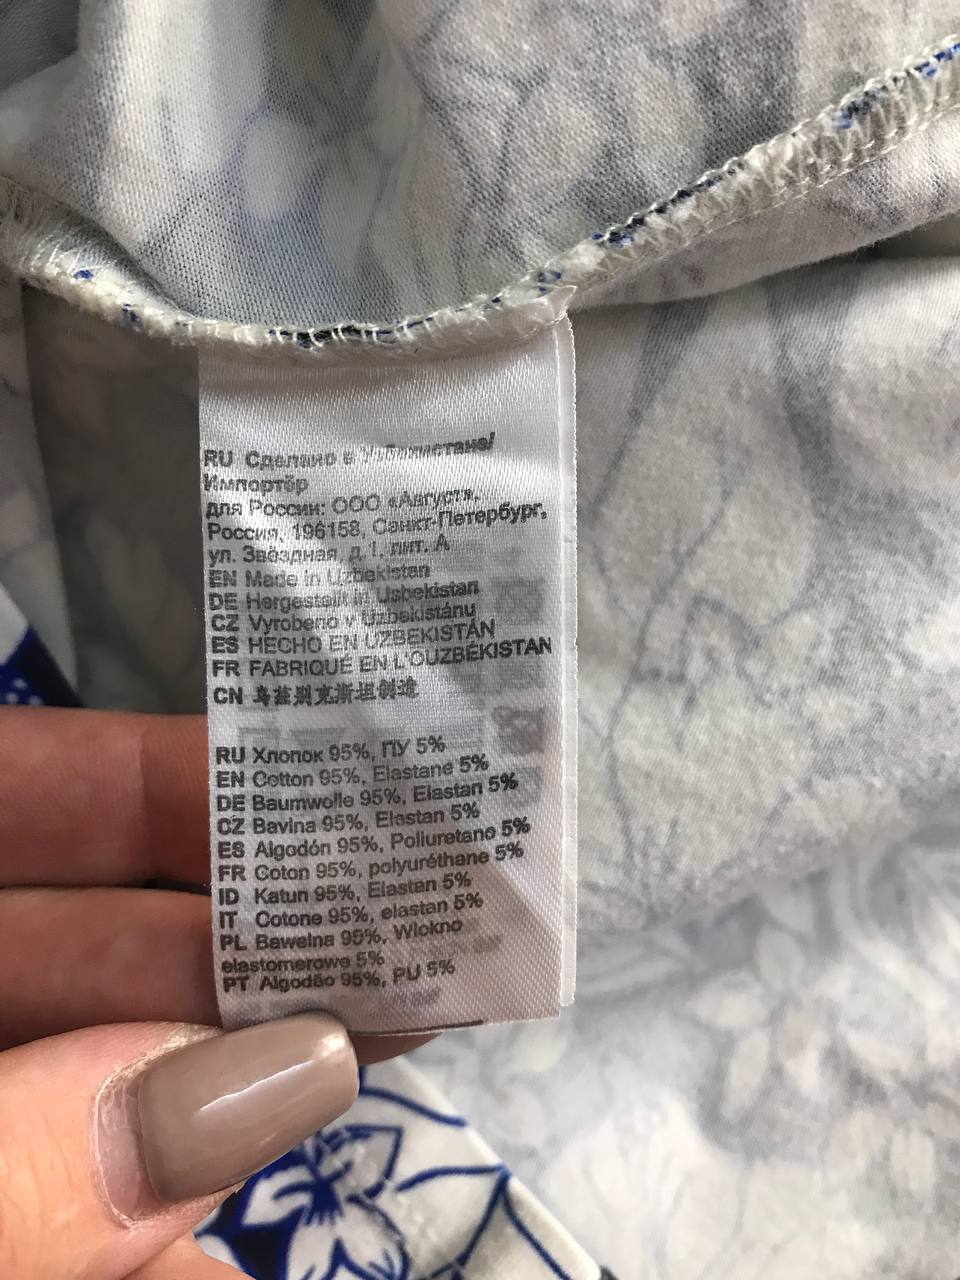 RU Сделано в Узбекистане/
Импортёр
для России: ООО «Август».
Россия, 196158, Санкт-Петербург,
ул. Звёздная, д.1, лит. А
EN Made in Uzbekistan
DE Hergestellt in Usbekistan
CZ Vyrobeno v Uzbekistánu
ES HECHO EN UZBEKISTÁN
FR FABRIQUÉ EN L'OUZBÉKISTAN
CN 乌兹别克斯坦创造
RU Хлопок 95%, ПУ 5%
EN Cotton 95%, Elastane 5%
DE Baumwolle 95%, Elastan 5%
CZ Bavlna 95%, Elastan 5%
ES Algodón 95%, Poliuretano 5%
FR Coton 95%, polyuréthane 5%
ID Katun 95%, Elastan 5%
IT Cotone 95%, elastan 5%
PL Bawełna 95%, Włokno
elastomerowe 5%
PT Algodão 95%, PU 5%